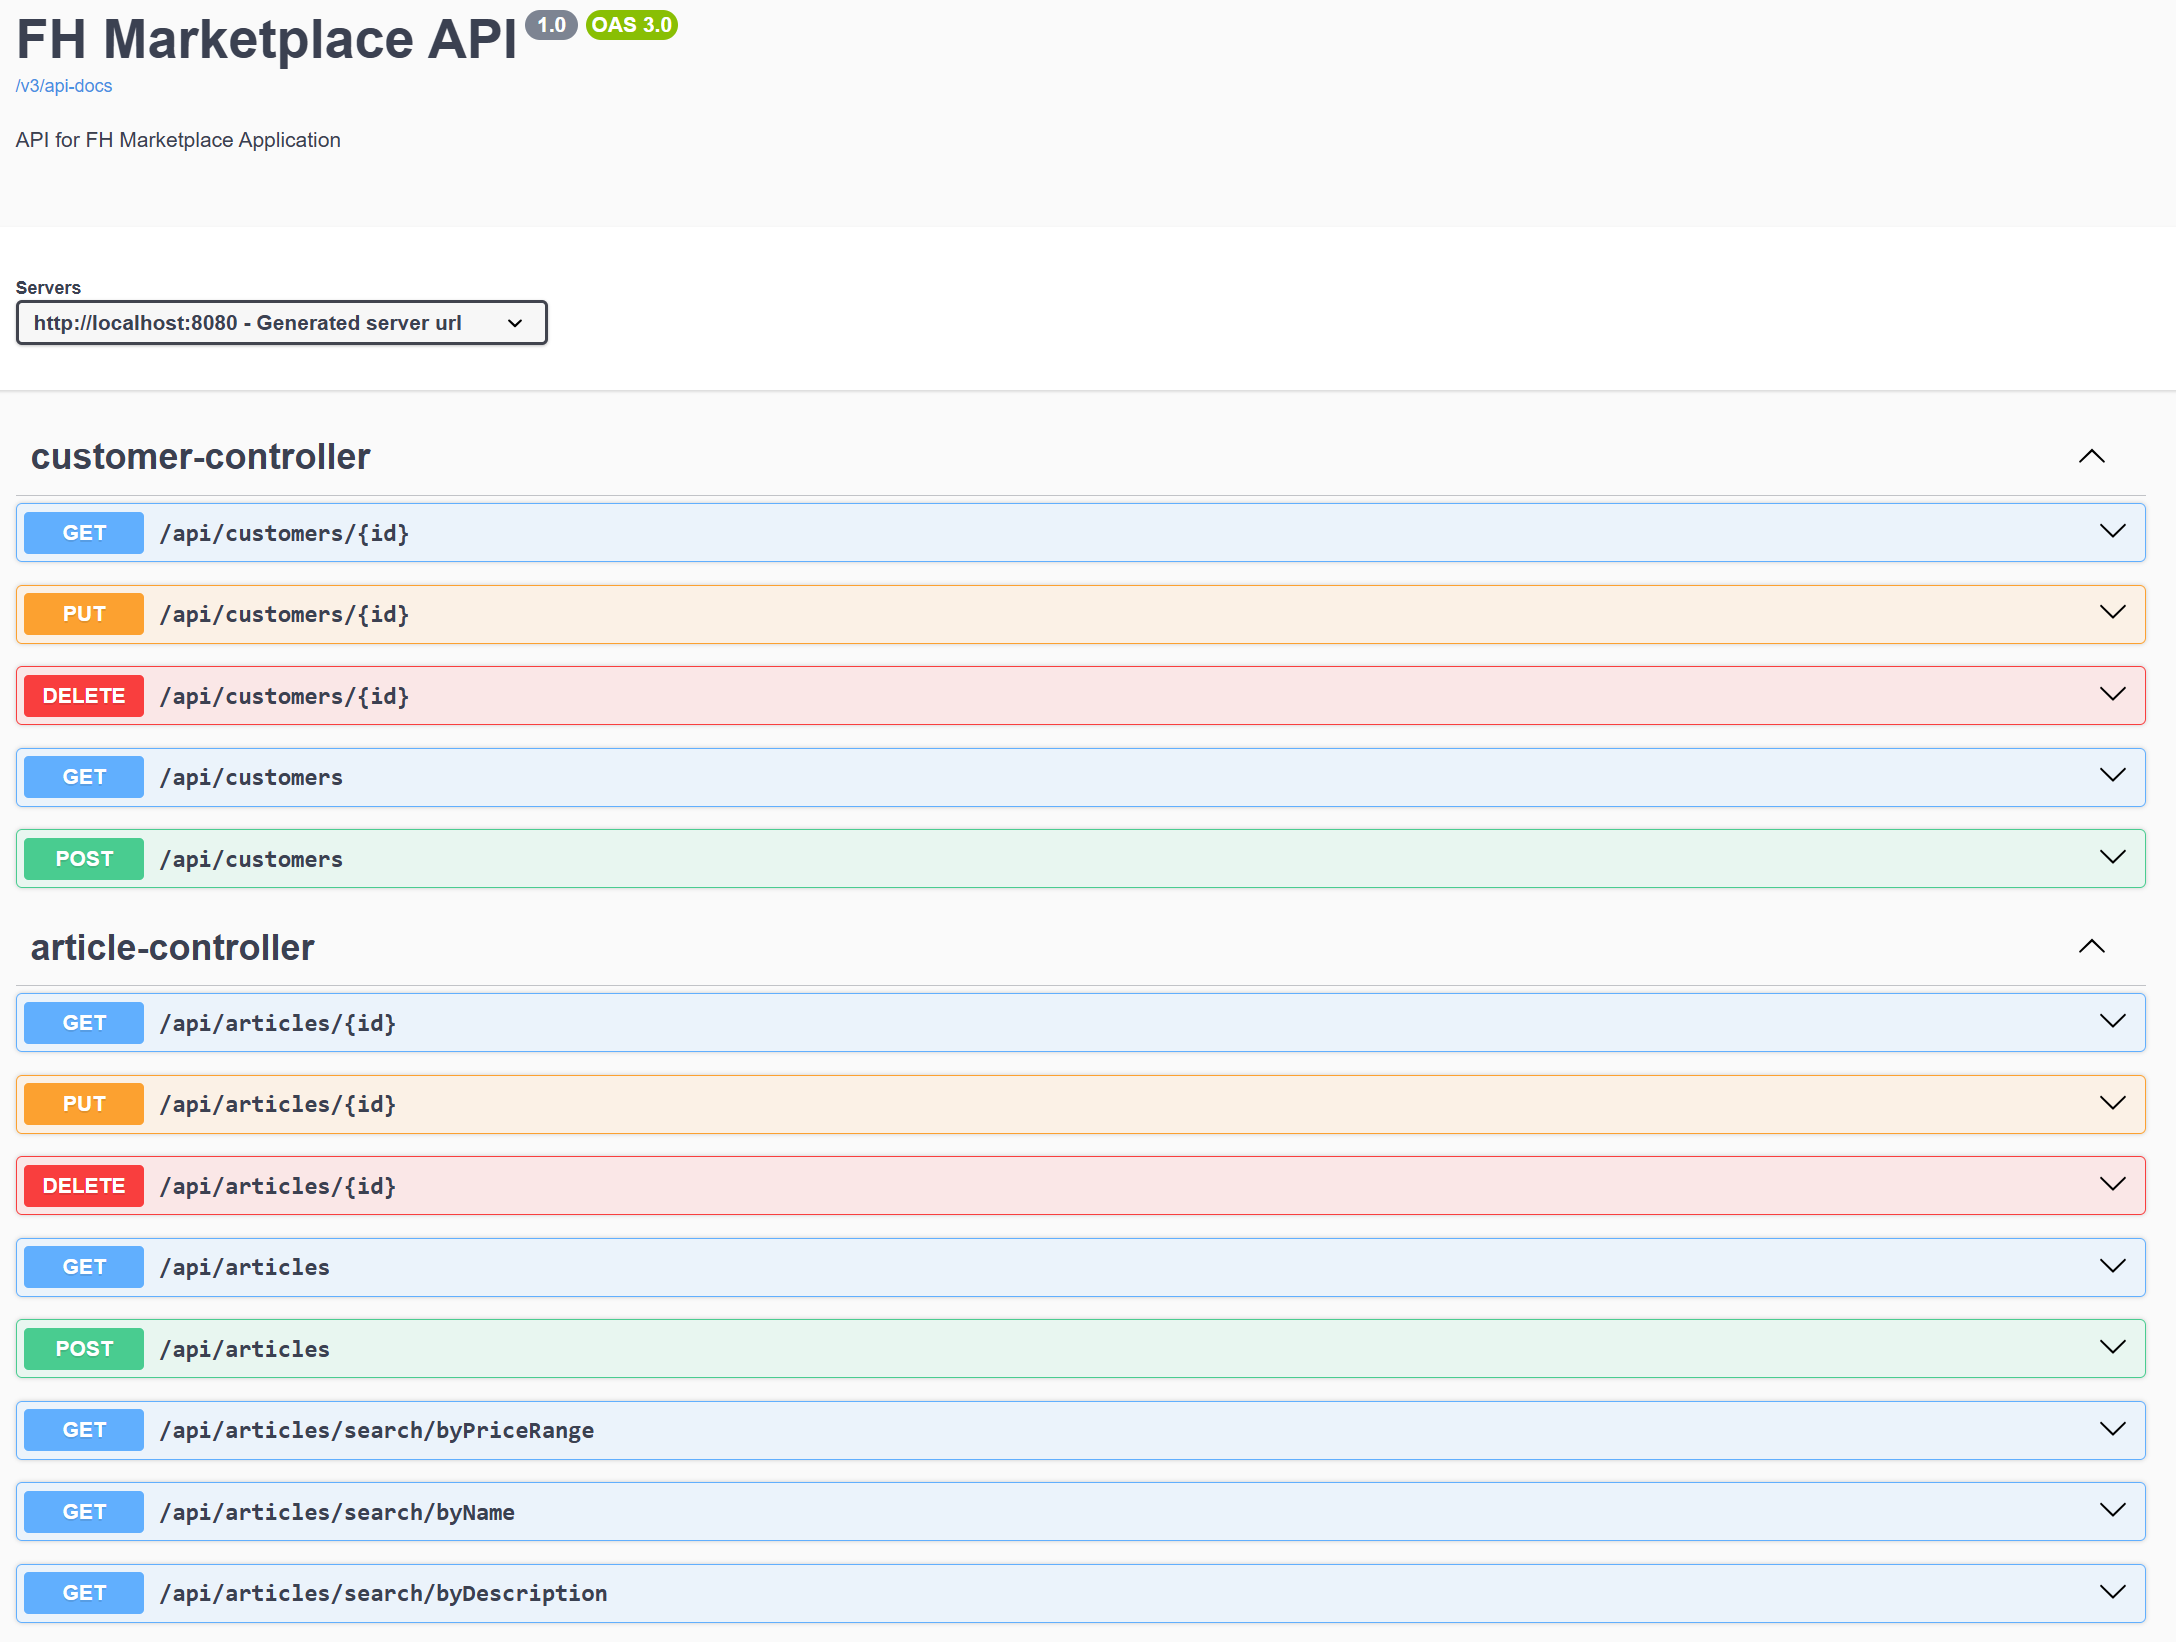 FH Marketplace API 1.0 OAS 3.0
/v3/api-docs
API for FH Marketplace Application
Servers
http://localhost:8080 - Generated server url
customer-controller
GET /api/customers/{id}
PUT /api/customers/{id}
DELETE /api/customers/{id}
GET /api/customers
POST /api/customers
article-controller
GET /api/articles/{id}
PUT /api/articles/{id}
DELETE /api/articles/{id}
GET /api/articles
POST /api/articles
GET /api/articles/search/byPriceRange
GET /api/articles/search/byName
GET /api/articles/search/byDescription